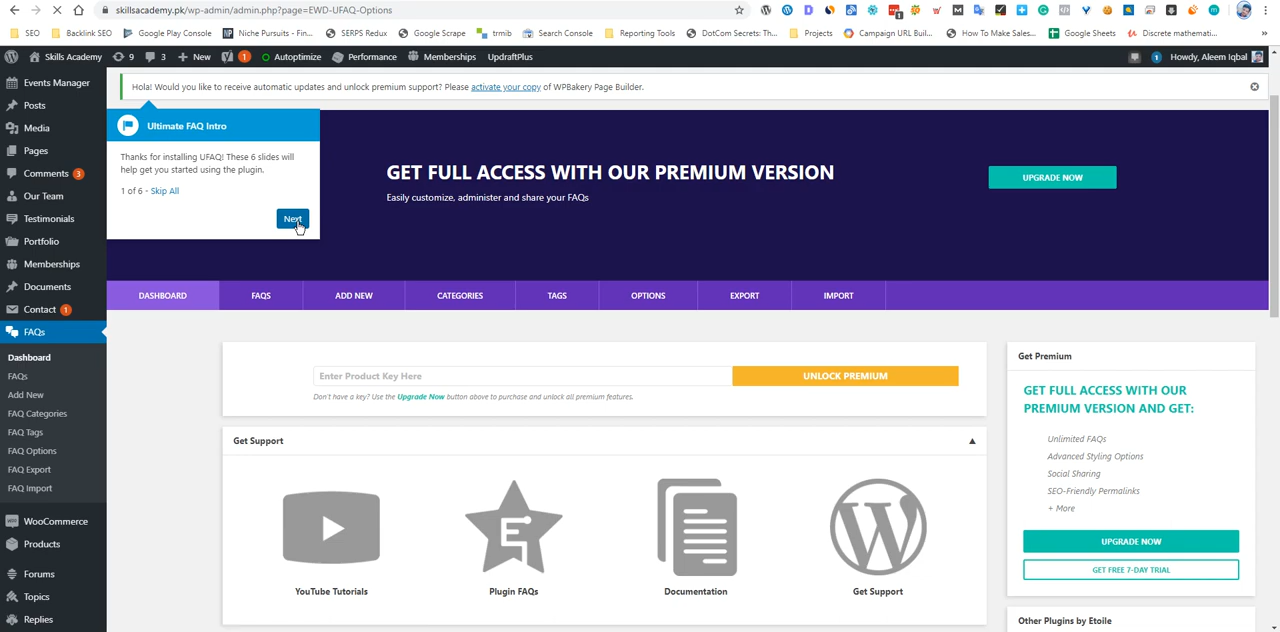 skillsacademy.pk/wp-admin/admin.php?page=EWD-UFAQ-Options
SEO
Backlink SEO
Google Play Console
Niche Pursuits - Fin...
SERPS Redux
Google Scrape
trmib
Search Console
Reporting Tools
DotCom Secrets: Th...
Projects
Campaign URL Buil...
How To Make Sales...
Google Sheets
Discrete mathemati...
Skills Academy
9
3
New
1
Autoptimize
Performance
Memberships
UpdraftPlus
1
Howdy, Aleem Iqbal
Events Manager
Posts
Media
Pages
Comments 3
Our Team
Testimonials
Portfolio
Memberships
Documents
Contact 1
FAQs
Dashboard
FAQs
Add New
FAQ Categories
FAQ Tags
FAQ Options
FAQ Export
FAQ Import
WooCommerce
Products
Forums
Topics
Replies
Hola! Would you like to receive automatic updates and unlock premium support? Please activate your copy of WPBakery Page Builder.
Ultimate FAQ Intro
Thanks for installing UFAQ! These 6 slides will
help get you started using the plugin.
1 of 6 - Skip All
Next
GET FULL ACCESS WITH OUR PREMIUM VERSION
Easily customize, administer and share your FAQs
UPGRADE NOW
DASHBOARD
FAQS
ADD NEW
CATEGORIES
TAGS
OPTIONS
EXPORT
IMPORT
Enter Product Key Here
UNLOCK PREMIUM
Don't have a key? Use the Upgrade Now button above to purchase and unlock all premium features.
Get Support
YouTube Tutorials
Plugin FAQs
Documentation
Get Support
Get Premium
GET FULL ACCESS WITH OUR
PREMIUM VERSION AND GET:
Unlimited FAQs
Advanced Styling Options
Social Sharing
SEO-Friendly Permalinks
+ More
UPGRADE NOW
GET FREE 7-DAY TRIAL
Other Plugins by Etoile